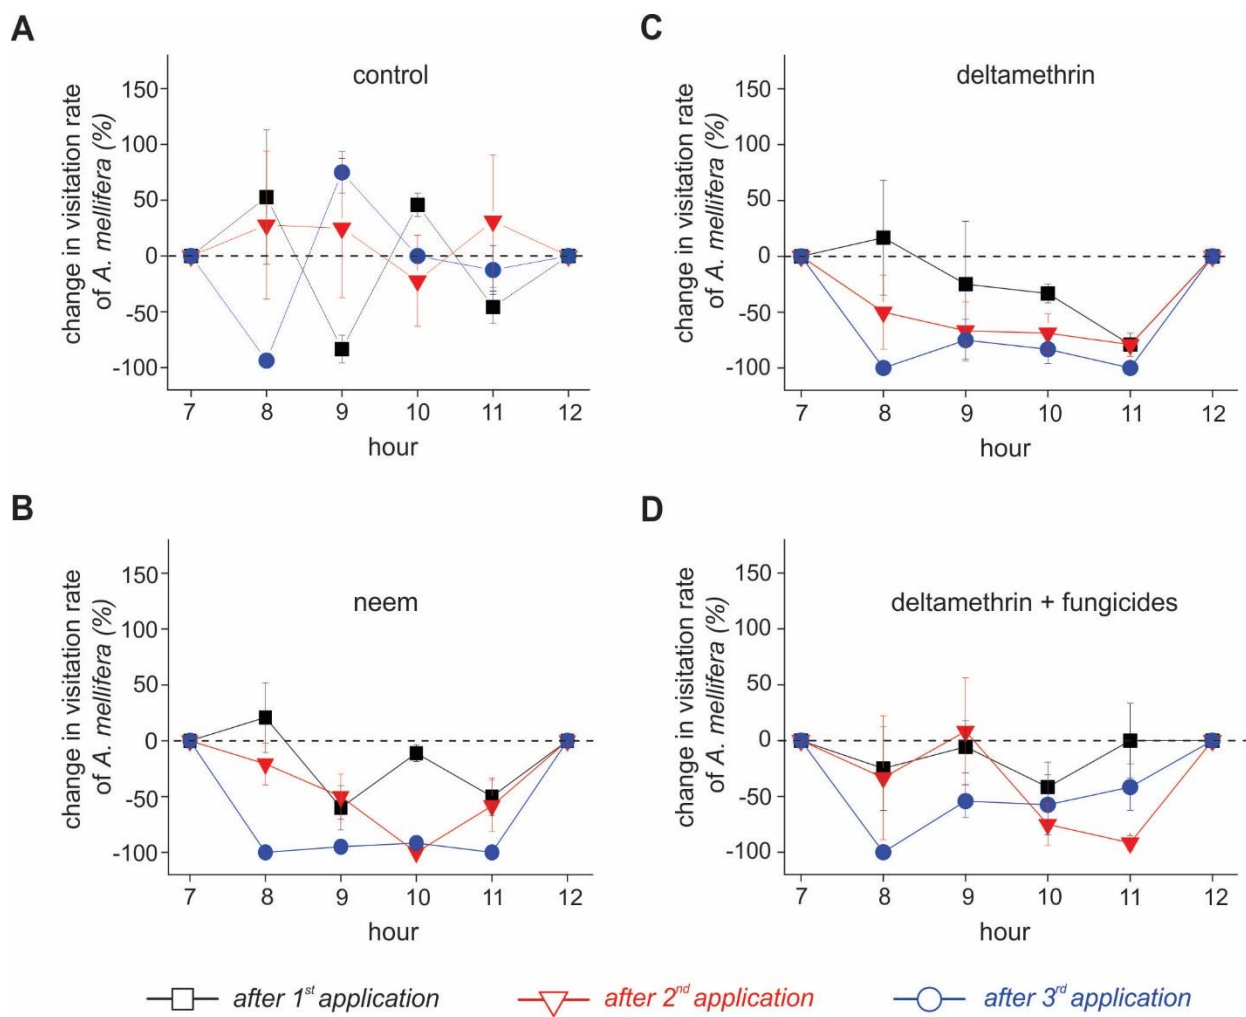 A
control
change in visitation rate
of A. mellifera (%)
150
100
50
0
-50
-100
7 8 9 10 11 12
hour
C
deltamethrin
change in visitation rate
of A. mellifera (%)
150
100
50
0
-50
-100
7 8 9 10 11 12
hour
B
neem
change in visitation rate
of A. mellifera (%)
150
100
50
0
-50
-100
7 8 9 10 11 12
hour
D
deltamethrin + fungicides
change in visitation rate
of A. mellifera (%)
150
100
50
0
-50
-100
7 8 9 10 11 12
hour
after 1st application after 2nd application after 3rd application